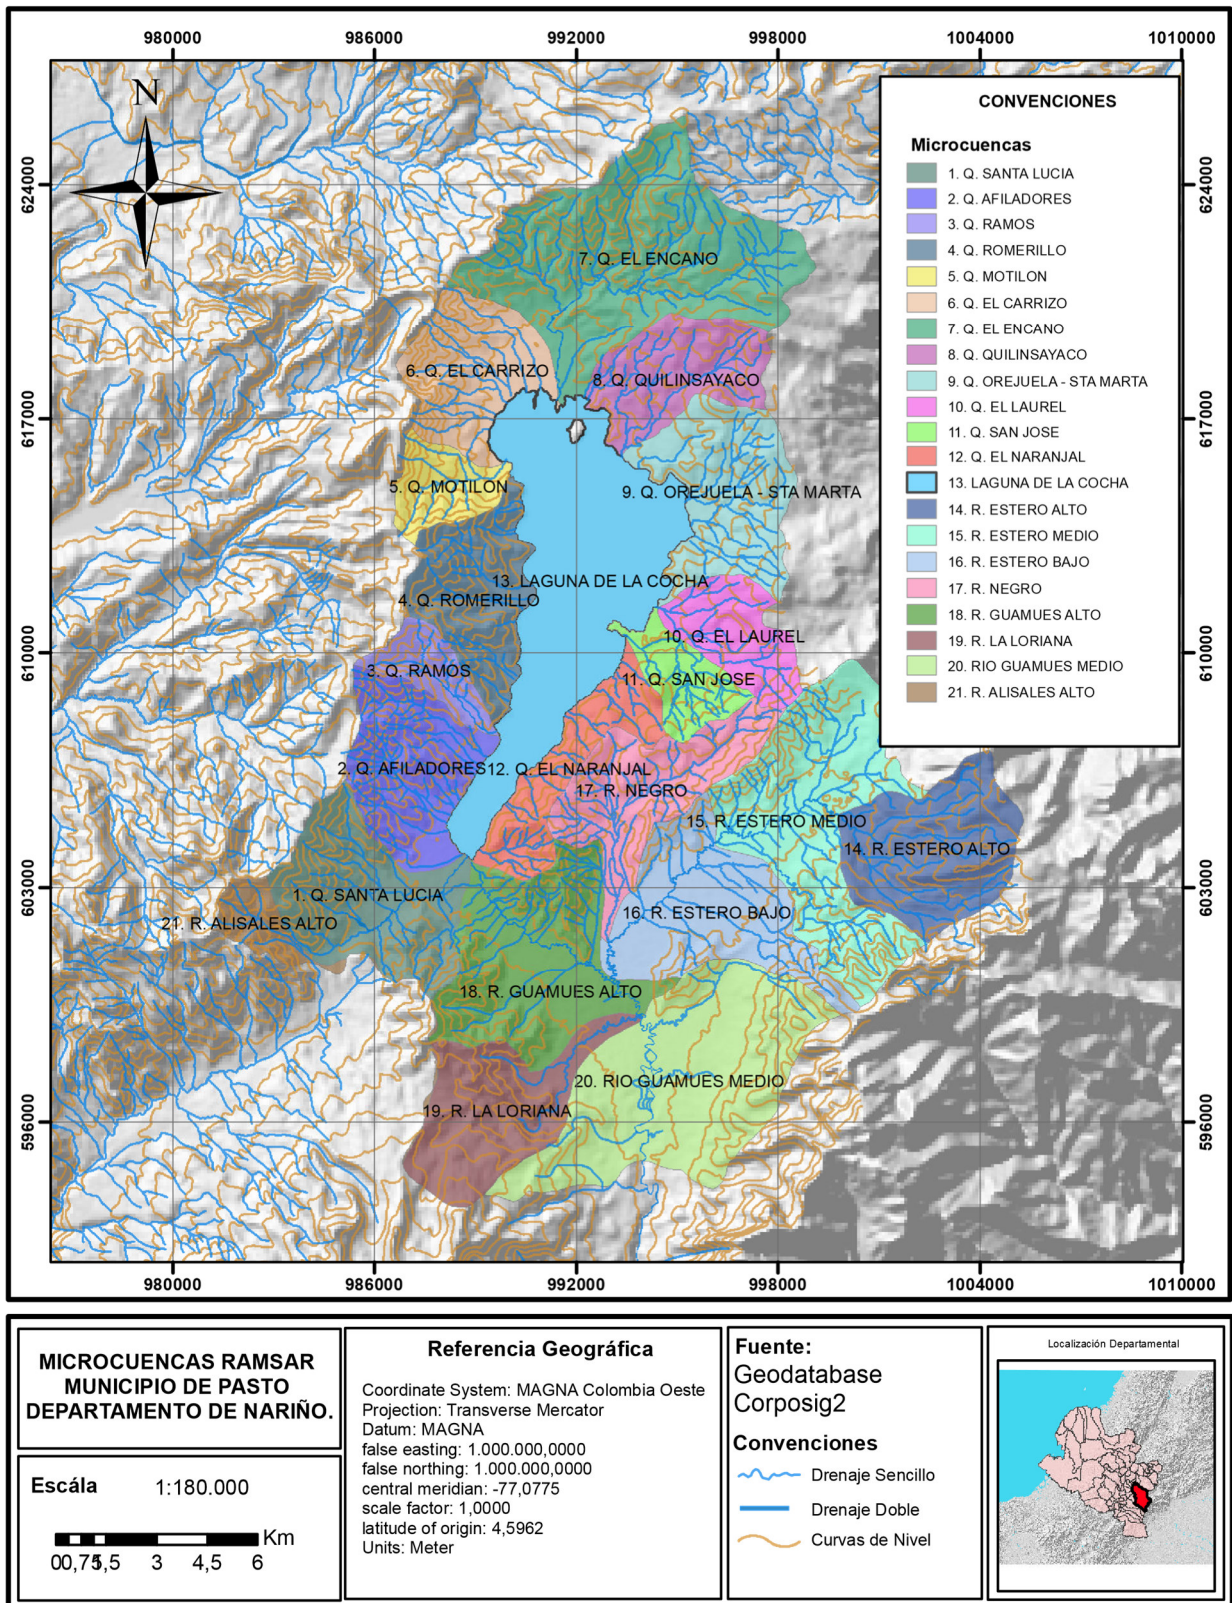 980000 986000 992000 998000 1004000 1010000
N
624000
617000
610000
603000
596000
624000
617000
610000
603000
596000
CONVENCIONES
Microcuencas
1. Q. SANTA LUCIA
2. Q. AFILADORES
3. Q. RAMOS
4. Q. ROMERILLO
5. Q. MOTILON
6. Q. EL CARRIZO
7. Q. EL ENCANO
8. Q. QUILINSAYACO
9. Q. OREJUELA - STA MARTA
10. Q. EL LAUREL
11. Q. SAN JOSE
12. Q. EL NARANJAL
13. LAGUNA DE LA COCHA
14. R. ESTERO ALTO
15. R. ESTERO MEDIO
16. R. ESTERO BAJO
17. R. NEGRO
18. R. GUAMUES ALTO
19. R. LA LORIANA
20. RIO GUAMUES MEDIO
21. R. ALISALES ALTO
7. Q. EL ENCANO
6. Q. EL CARRIZO
8. Q. QUILINSAYACO
5. Q. MOTILON
9. Q. OREJUELA - STA MARTA
13. LAGUNA DE LA COCHA
4. Q. ROMERILLO
10. Q. EL LAUREL
3. Q. RAMOS
11. Q. SAN JOSE
2. Q. AFILADORES
12. Q. EL NARANJAL
17. R. NEGRO
15. R. ESTERO MEDIO
14. R. ESTERO ALTO
1. Q. SANTA LUCIA
16. R. ESTERO BAJO
21. R. ALISALES ALTO
18. R. GUAMUES ALTO
20. RIO GUAMUES MEDIO
19. R. LA LORIANA
980000 986000 992000 998000 1004000 1010000
MICROCUENCAS RAMSAR
MUNICIPIO DE PASTO
DEPARTAMENTO DE NARIÑO.
Escála 1:180.000
Km
0 0,75 1,5 3 4,5 6
Referencia Geográfica
Coordinate System: MAGNA Colombia Oeste
Projection: Transverse Mercator
Datum: MAGNA
false easting: 1.000.000,0000
false northing: 1.000.000,0000
central meridian: -77,0775
scale factor: 1,0000
latitude of origin: 4,5962
Units: Meter
Fuente:
Geodatabase
Corposig2
Convenciones
Drenaje Sencillo
Drenaje Doble
Curvas de Nivel
Localización Departamental